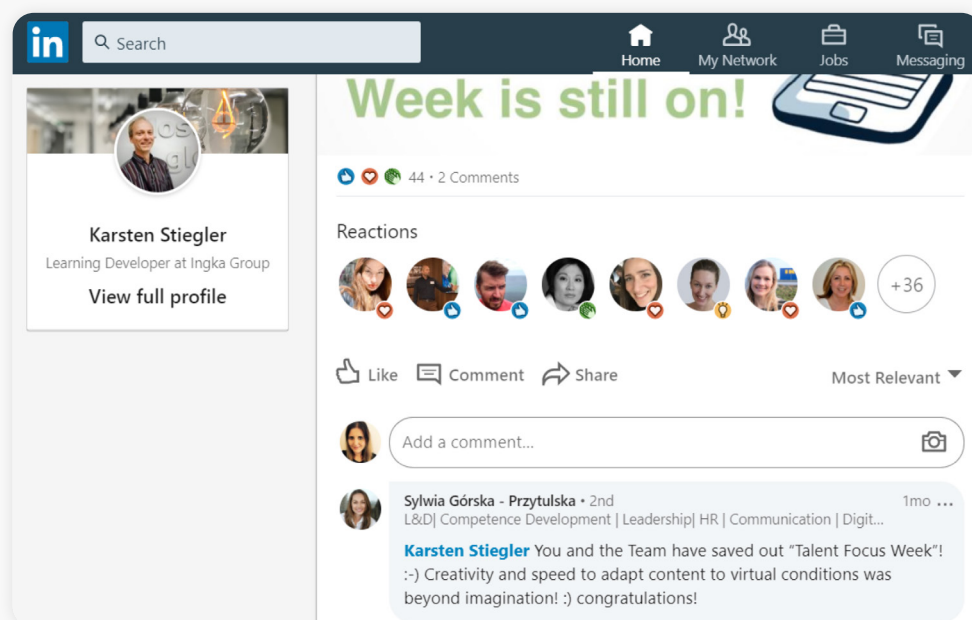 in
Search
Home
My Network
Jobs
Messaging
Week is still on!
44 • 2 Comments
Karsten Stiegler
Learning Developer at Ingka Group
View full profile
Reactions
+36
Like
Comment
Share
Most Relevant
Add a comment...
Sylwia Górska - Przytulska • 2nd
1mo ...
L&D| Competence Development | Leadership| HR | Communication | Digit...
Karsten Stiegler You and the Team have saved out “Talent Focus Week”!
:-) Creativity and speed to adapt content to virtual conditions was
beyond imagination! :) congratulations!